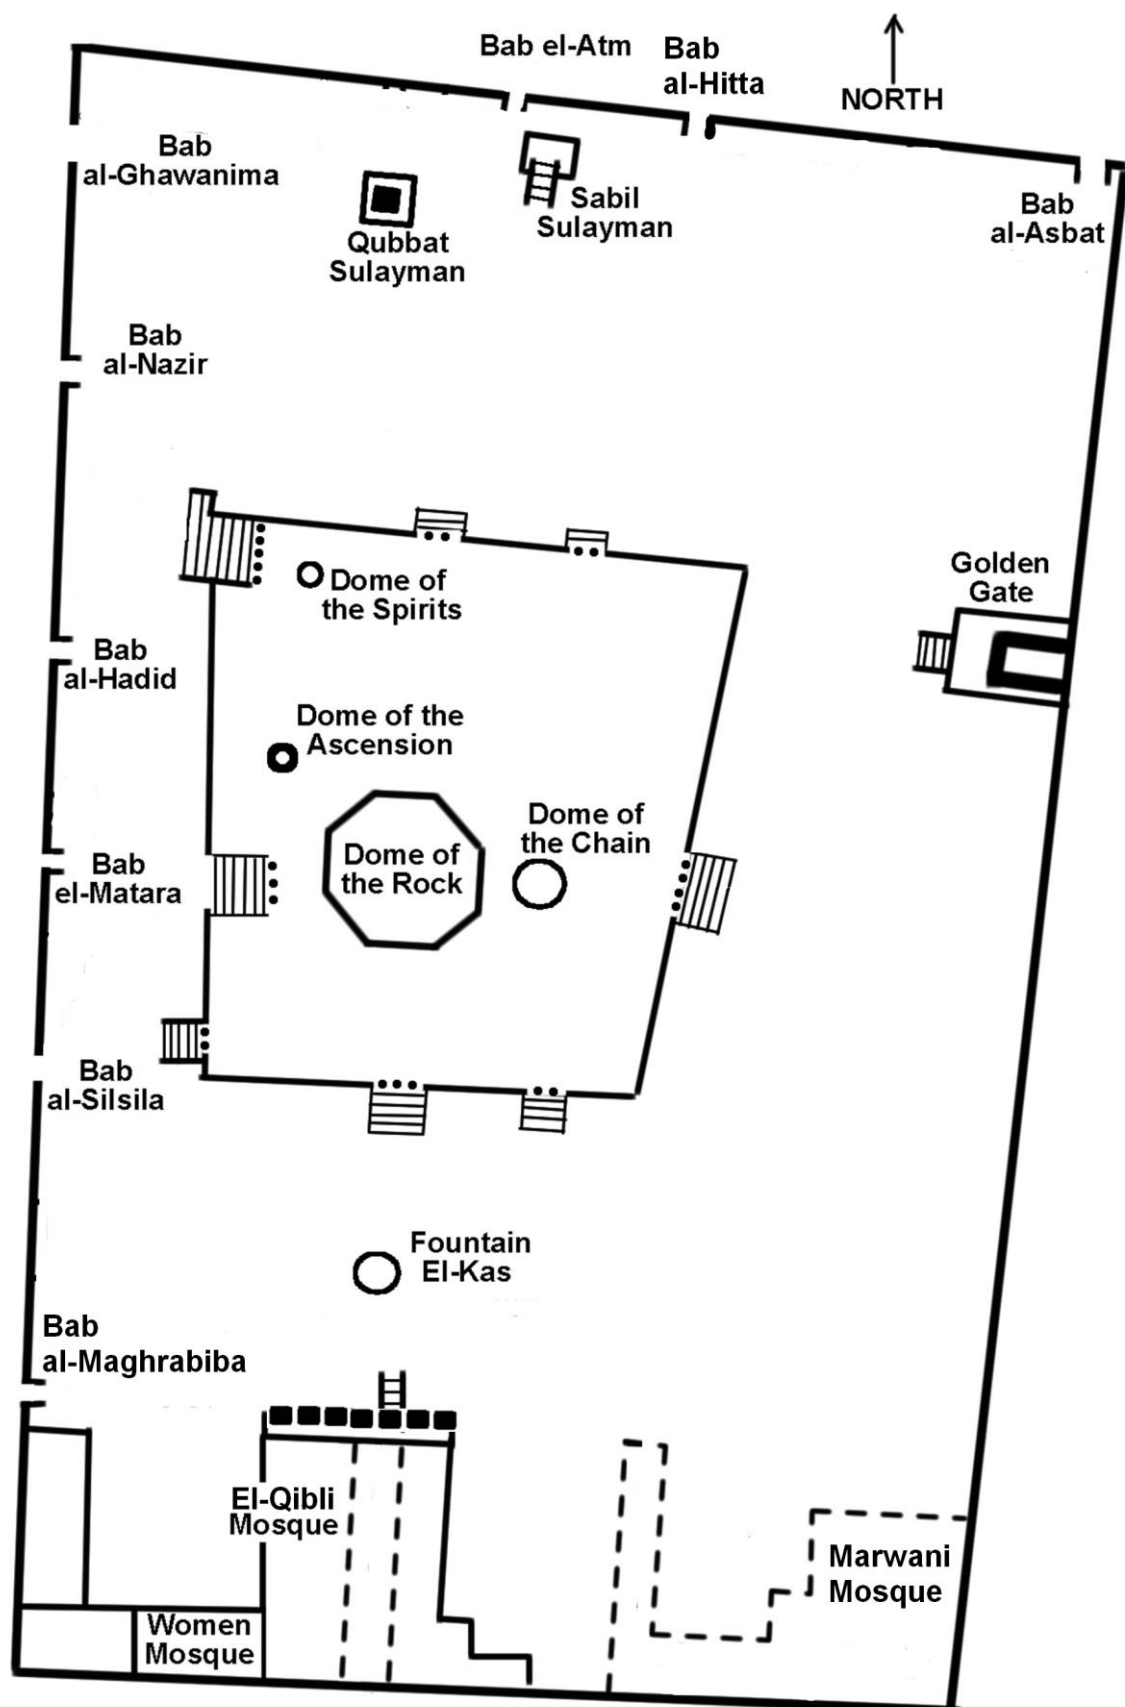 Bab el-Atm
Bab
al-Hitta
NORTH
Bab
al-Ghawanima
Sabil
Sulayman
Bab
al-Asbat
Qubbat
Sulayman
Bab
al-Nazir
Golden
Gate
Dome of
the Spirits
Bab
al-Hadid
Dome of the
Ascension
Dome of
the Chain
Dome of
the Rock
Bab
el-Matara
Bab
al-Silsila
Fountain
El-Kas
Bab
al-Maghrabiba
El-Qibli
Mosque
Marwani
Mosque
Women
Mosque